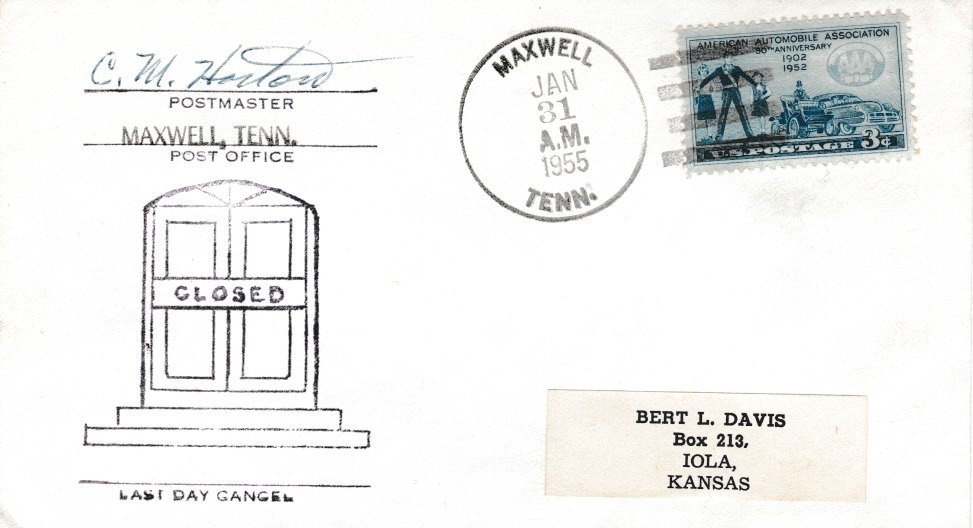 C. M. Horton
POSTMASTER
MAXWELL, TENN.
POST OFFICE
CLOSED
LAST DAY CANCEL
MAXWELL
JAN
31
A.M.
1955
TENN.
AMERICAN AUTOMOBILE ASSOCIATION
50TH ANNIVERSARY
1902
1952
AAA
U.S. POSTAGE 3¢
BERT L. DAVIS
Box 213,
IOLA,
KANSAS